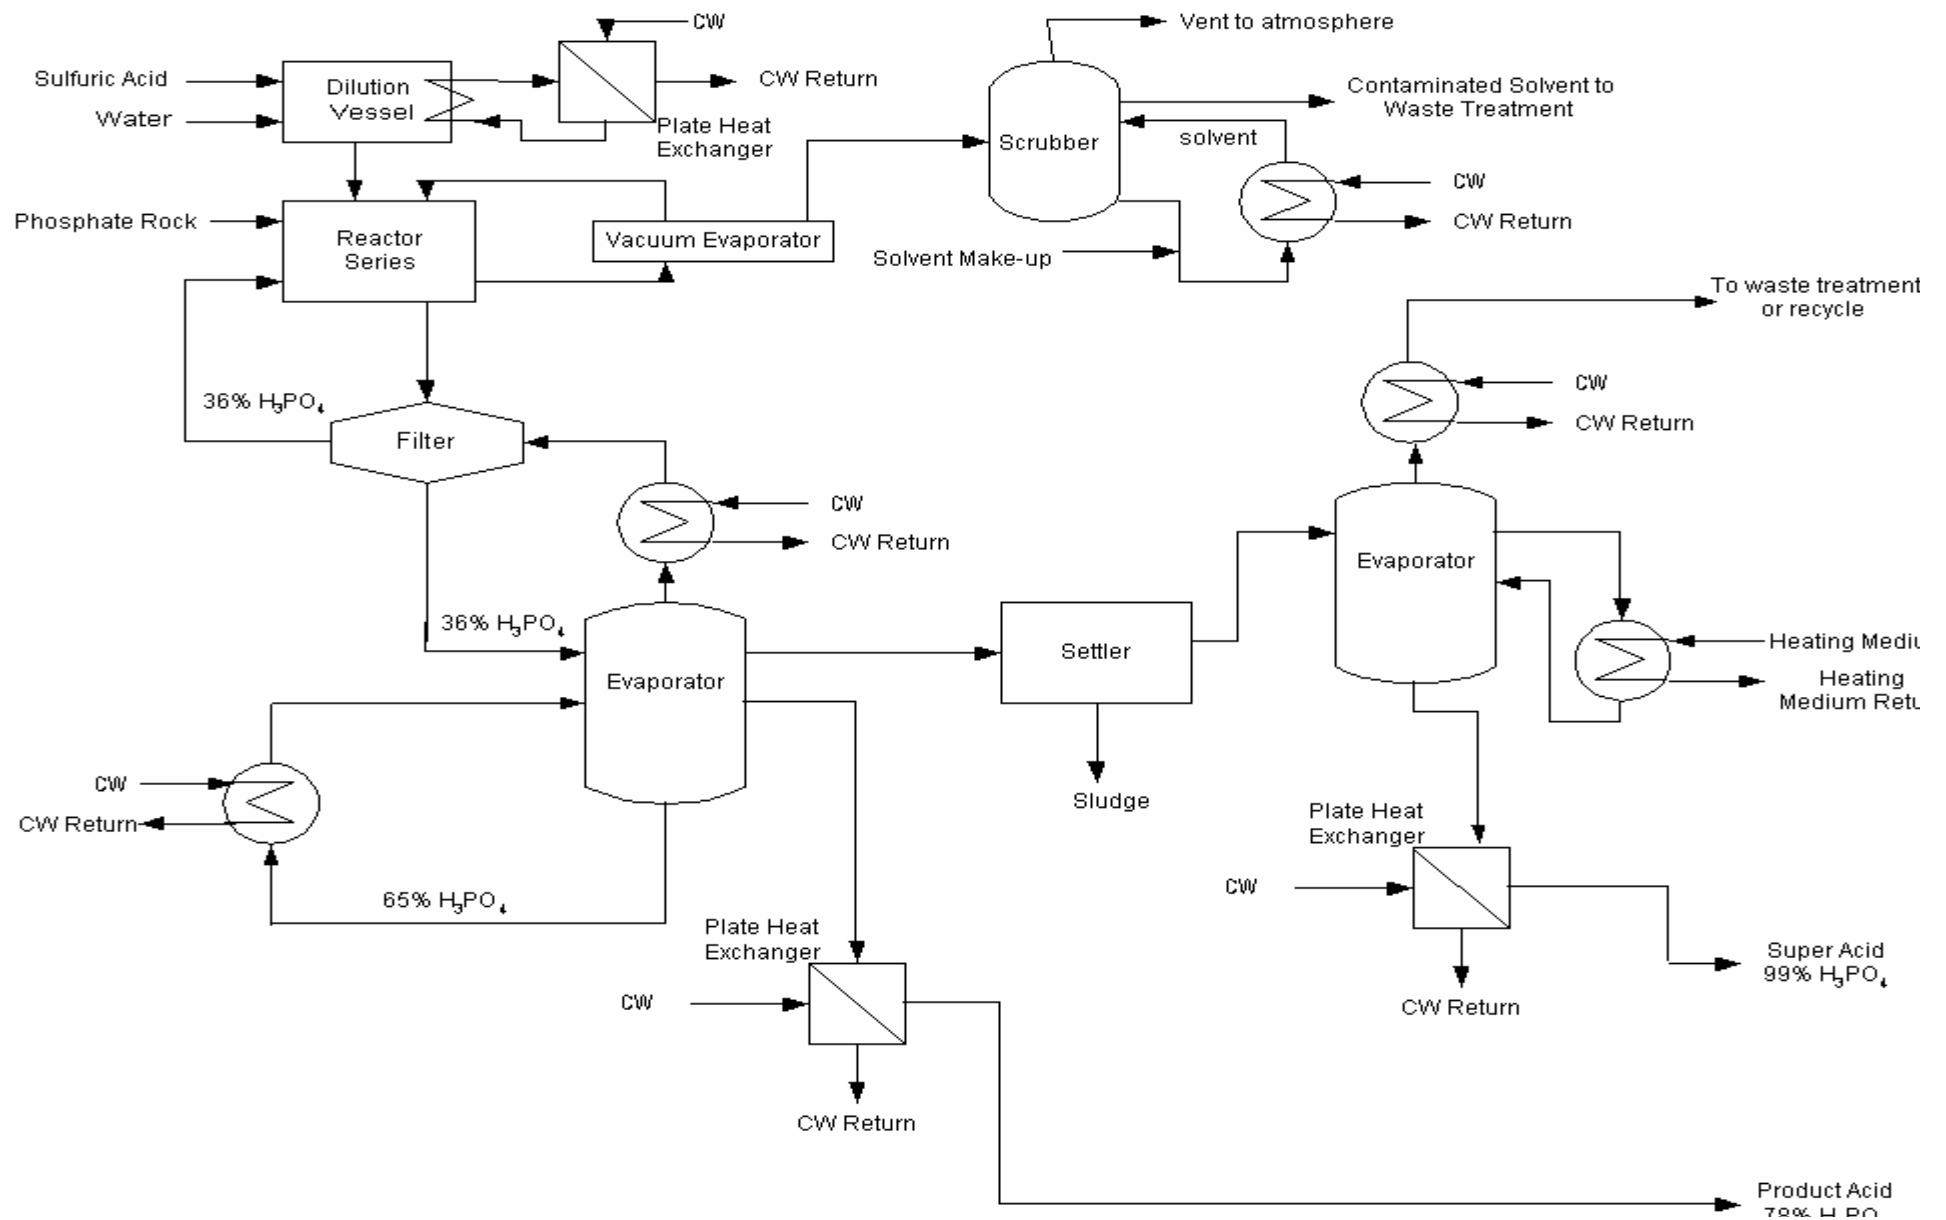 CW
Vent to atmosphere
Sulfuric Acid
Dilution
Vessel
CW Return
Contaminated Solvent to
Waste Treatment
Water
Plate Heat
Exchanger
Scrubber
solvent
CW
Phosphate Rock
Reactor
Series
Vacuum Evaporator
CW Return
Solvent Make-up
To waste treatment
or recycle
CW
36% H₃PO₄
Filter
CW Return
CW
CW Return
Evaporator
36% H₃PO₄
Settler
Evaporator
Heating Mediu
Heating
Medium Retu
CW
Sludge
CW Return
Plate Heat
Exchanger
65% H₃PO₄
CW
Plate Heat
Exchanger
Super Acid
99% H₃PO₄
CW
CW Return
CW Return
Product Acid
78% H₃PO